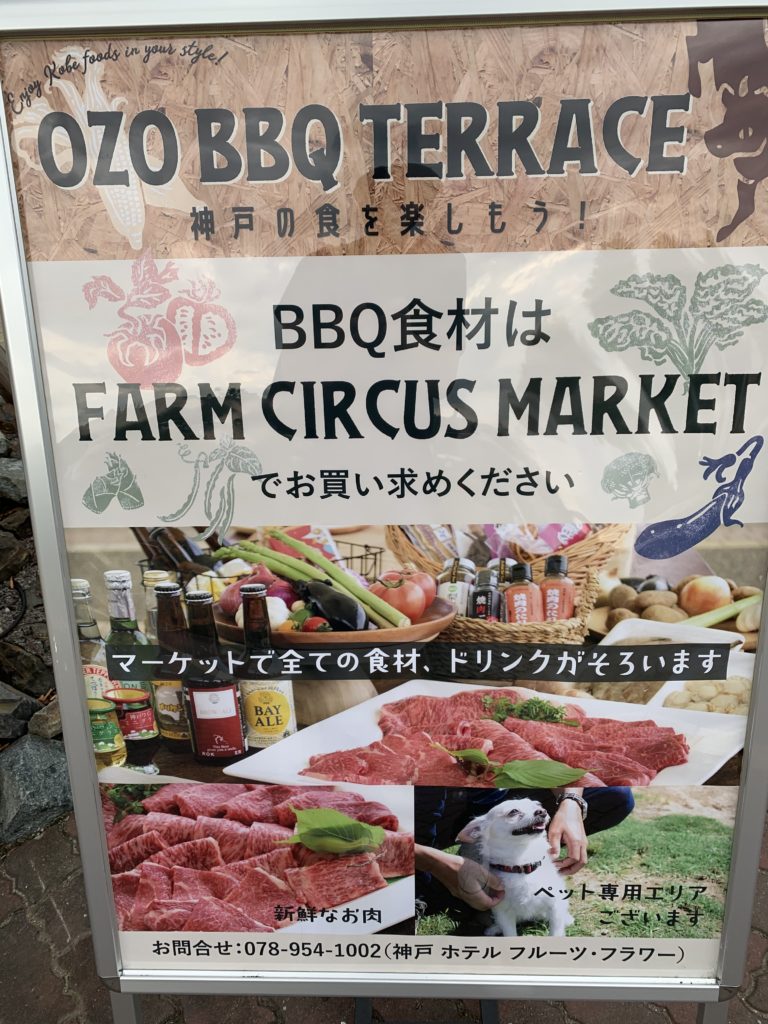 Enjoy Kobe foods in your style!
OZO BBQ TERRACE
神戸の食を楽しもう!
BBQ食材は
FARM CIRCUS MARKET
でお買い求めください
マーケットで全ての食材、ドリンクがそろいます
BAY
ALE
新鮮なお肉
ペット専用エリア
ございます
お問合せ:078-954-1002(神戸 ホテル フルーツ・フラワー)